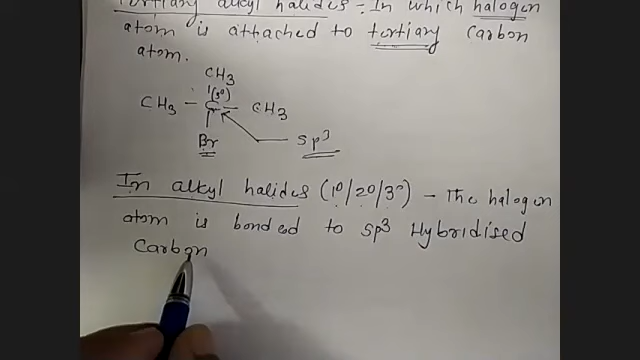 Tertiary alkyl halides - In which halogen
atom is attached to tertiary Carbon
atom.
CH3
(3°)
CH3 - C - CH3
Br
Sp3
In alkyl halides (1°/2°/3°) - The halogen
atom is bonded to Sp3 Hybridised
Carbon